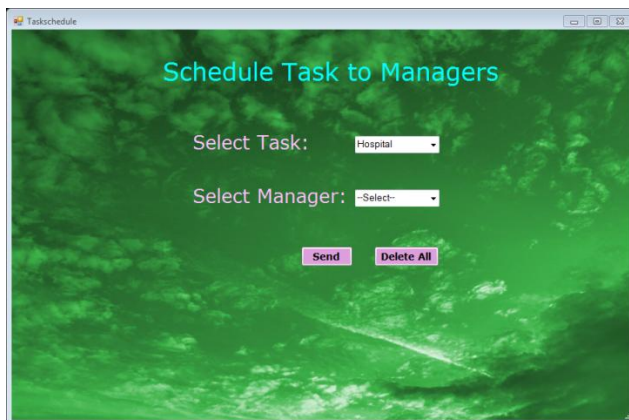 Taskschedule
Schedule Task to Managers
Select Task: Hospital
Select Manager: --Select--
Send Delete All